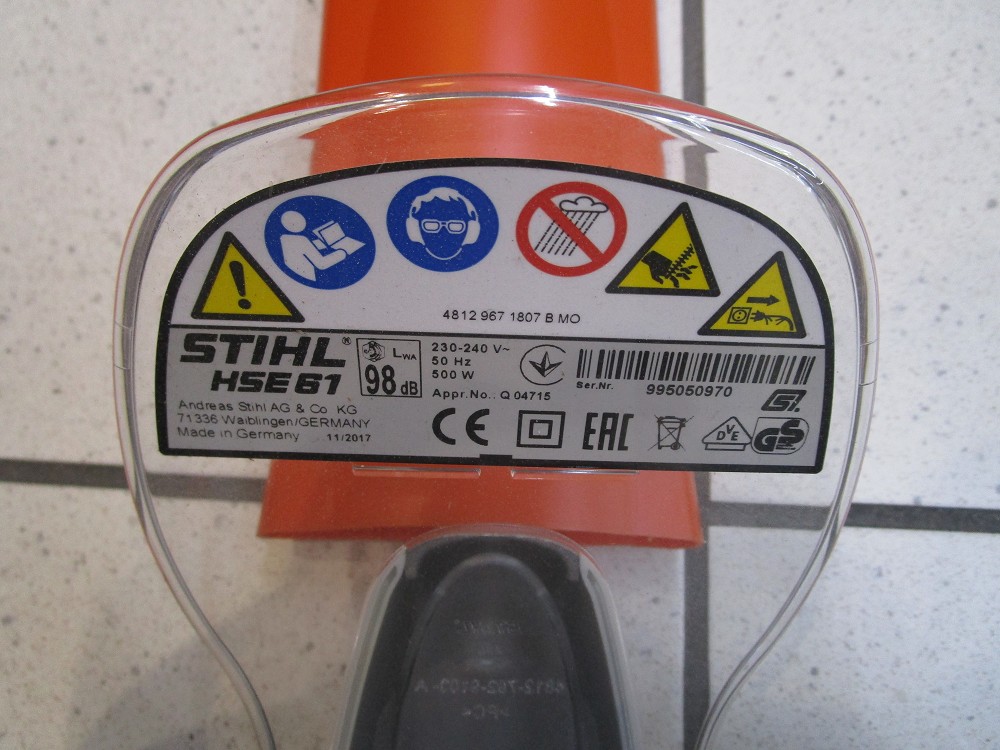 4812 967 1807 B MO
STIHL®
HSE 61
LWA
98 dB
230-240 V~
50 Hz
500 W
Appr.No.: Q 04715
Ser.Nr.
995050970
Andreas Stihl AG & Co KG
71336 Waiblingen/GERMANY
Made in Germany 11/2017
CE
EAC
DVE
GS